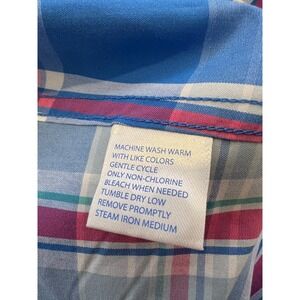 MACHINE WASH WARM
WITH LIKE COLORS
GENTLE CYCLE
ONLY NON-CHLORINE
BLEACH WHEN NEEDED
TUMBLE DRY LOW
REMOVE PROMPTLY
STEAM IRON MEDIUM